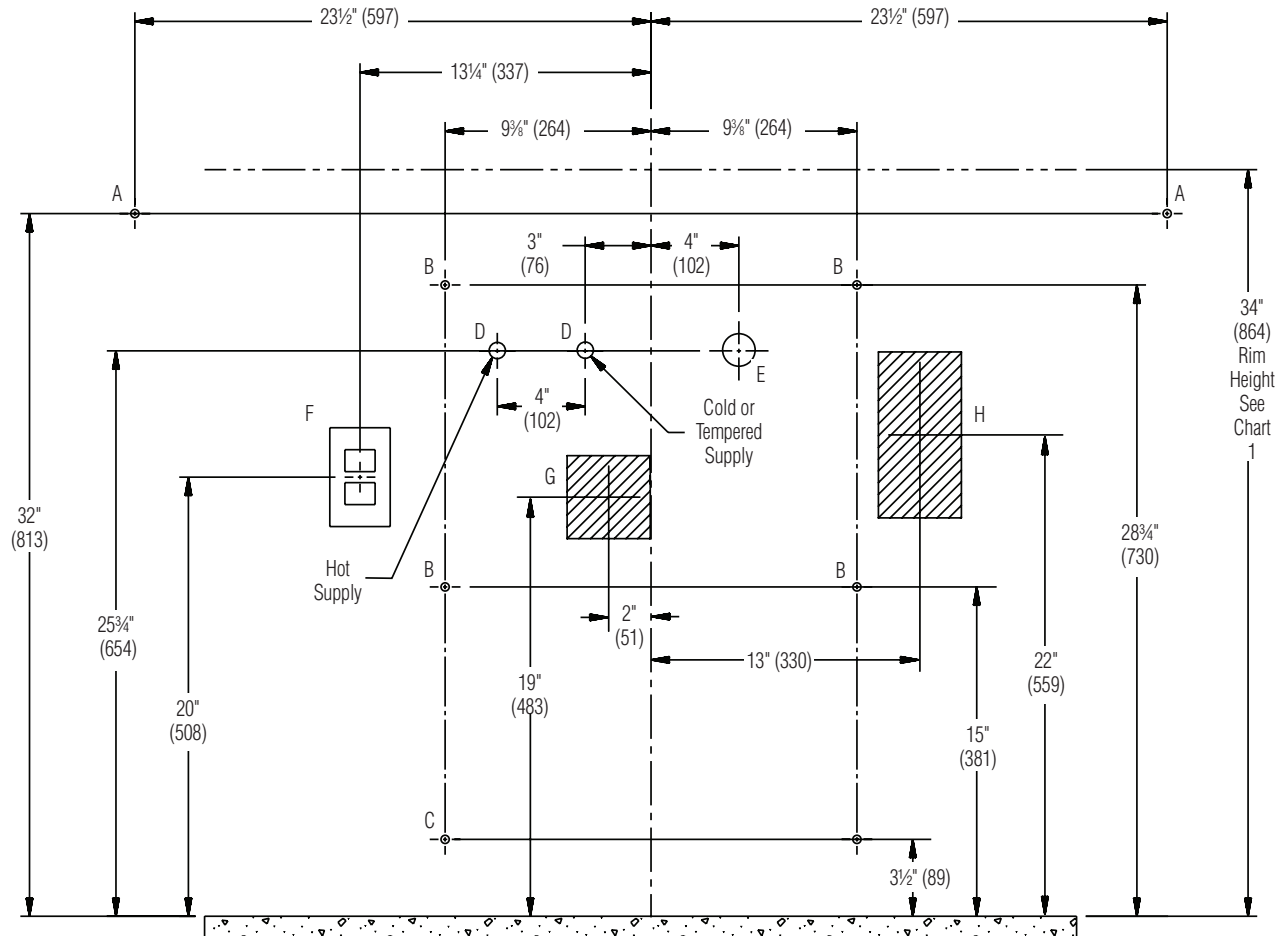 23½" (597)
23½" (597)
13¼" (337)
9⅜" (264)
9⅜" (264)
A
A
3"
(76)
4"
(102)
B
B
34"
(864)
Rim
Height
See
Chart
1
D
D
E
4"
(102)
Cold or
Tempered
Supply
F
H
G
32"
(813)
28¾"
(730)
Hot
Supply
B
B
25¾"
(654)
2"
(51)
13" (330)
22"
(559)
19"
(483)
20"
(508)
15"
(381)
C
3½" (89)